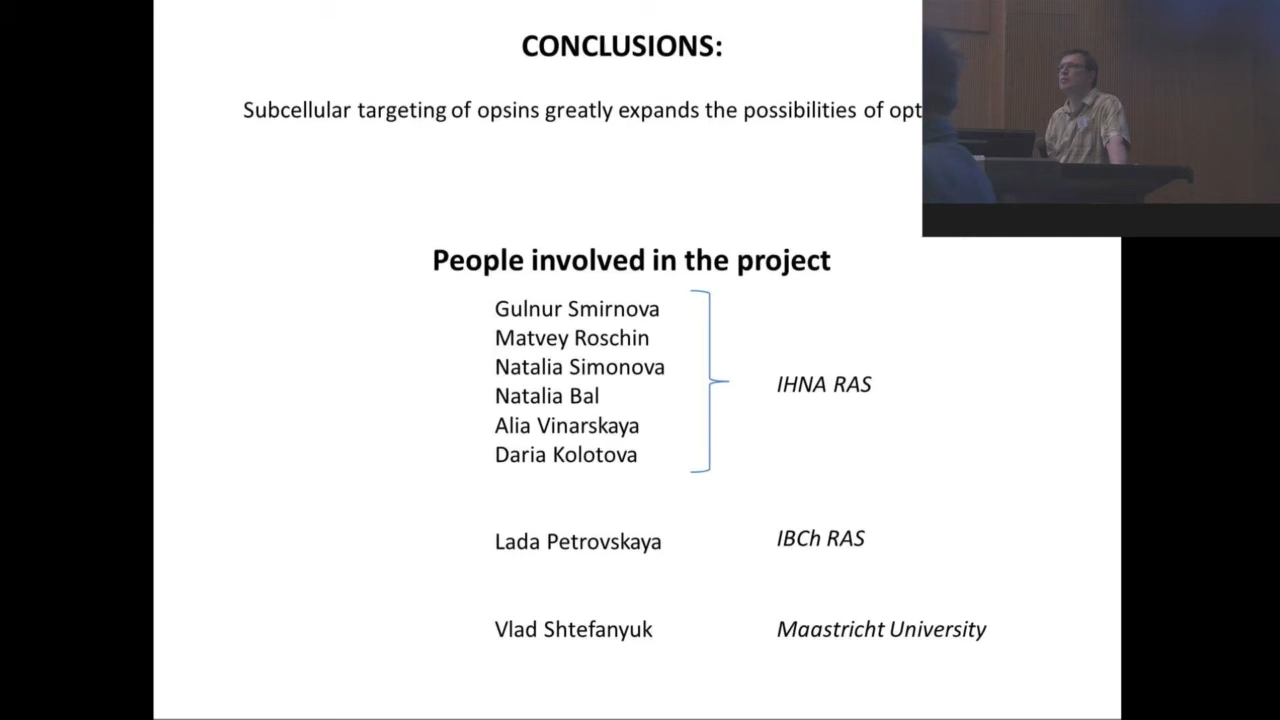 CONCLUSIONS:
Subcellular targeting of opsins greatly expands the possibilities of
People involved in the project
Gulnur Smirnova
Matvey Roschin
Natalia Simonova
Natalia Bal
Alia Vinarskaya
Daria Kolotova
IHNA RAS
Lada Petrovskaya
IBCh RAS
Vlad Shtefanyuk
Maastricht University